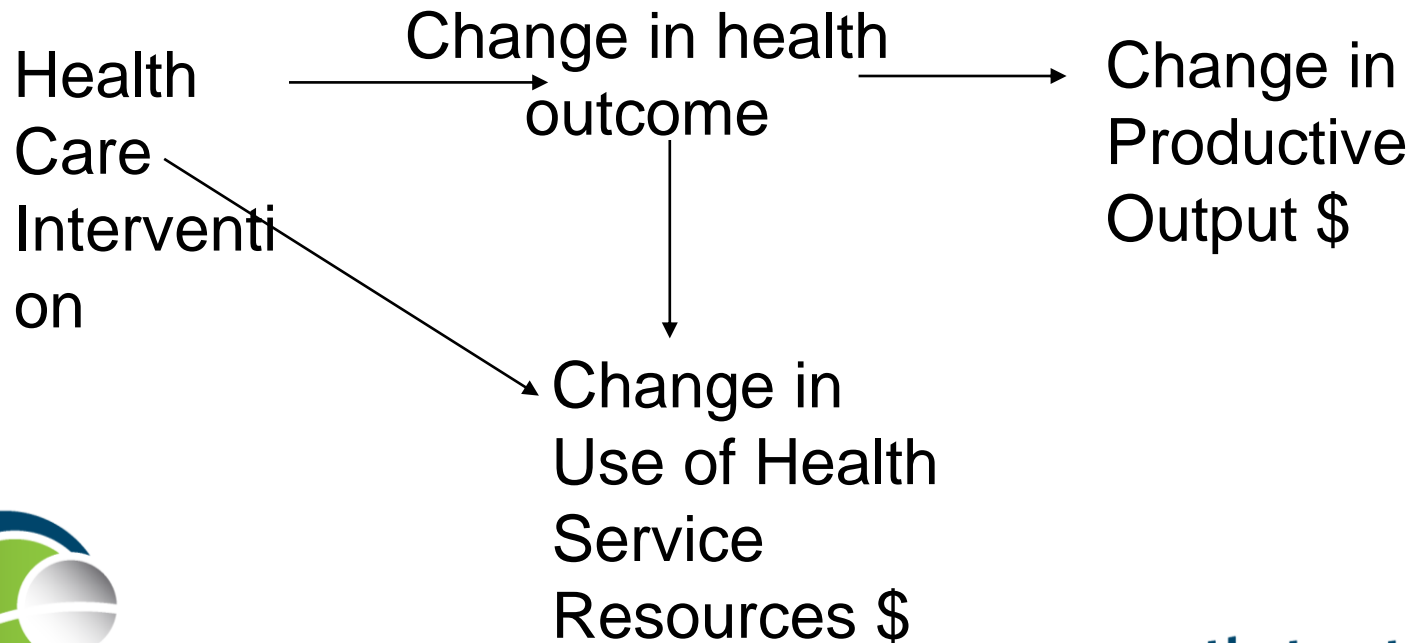 Health
Care
Interventi
on
Change in health
outcome
Change in
Productive
Output $
Change in
Use of Health
Service
Resources $